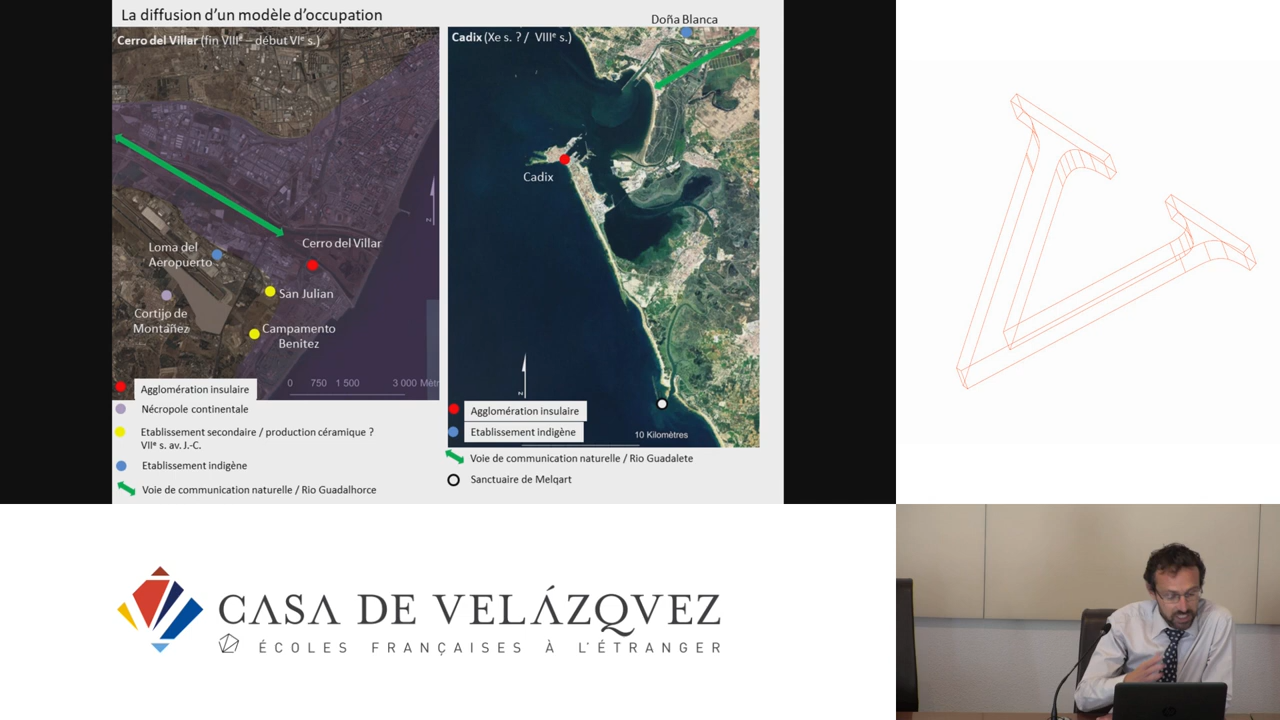 La diffusion d'un modèle d'occupation
Cerro del Villar (fin VIIIᵉ – début VIᵉ s.)
Loma del
Aeropuerto
Cerro del Villar
San Julian
Cortijo de
Montañez
Campamento
Benitez
0 750 1 500 3 000 Mètr
Agglomération insulaire
Nécropole continentale
Etablissement secondaire / production céramique ?
VIIᵉ s. av. J.-C.
Etablissement indigène
Voie de communication naturelle / Rio Guadalhorce
Doña Blanca
Cadix (Xe s. ? / VIIIᵉ s.)
Cadix
Agglomération insulaire
Etablissement indigène
10 Kilomètres
Voie de communication naturelle / Rio Guadalete
Sanctuaire de Melqart
CASA DE VELÁZQVEZ
ÉCOLES FRANÇAISES À L'ÉTRANGER